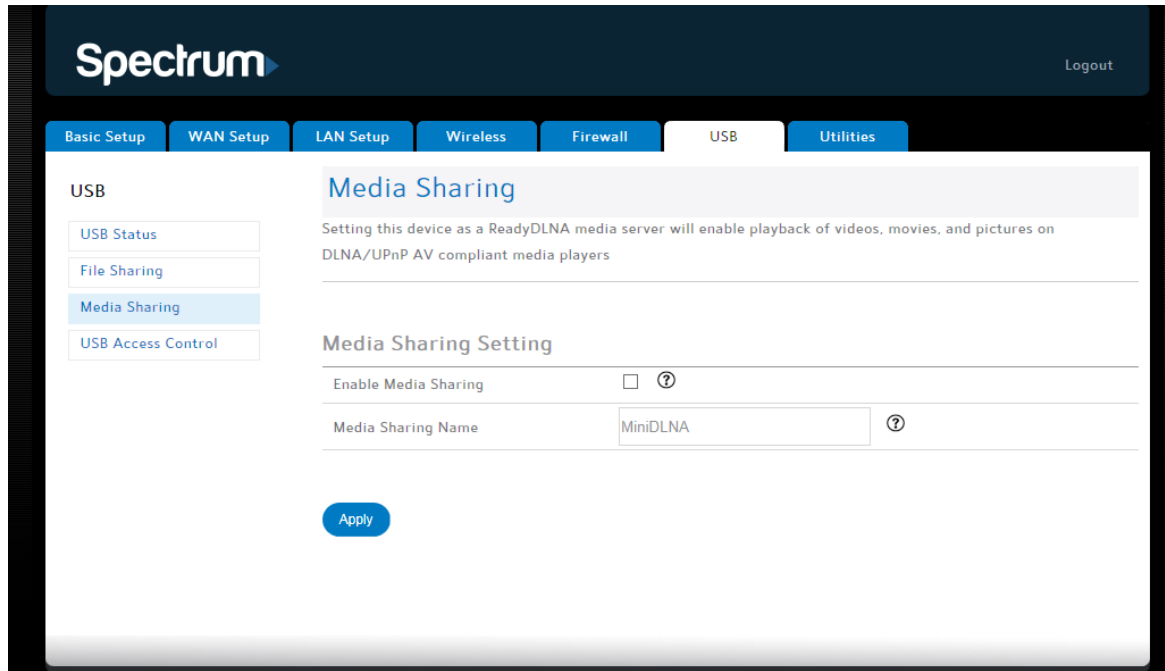 Spectrum
Logout
Basic Setup
WAN Setup
LAN Setup
Wireless
Firewall
USB
Utilities
USB
USB Status
File Sharing
Media Sharing
USB Access Control
Media Sharing
Setting this device as a ReadyDLNA media server will enable playback of videos, movies, and pictures on
DLNA/UPnP AV compliant media players
Media Sharing Setting
Enable Media Sharing ?
Media Sharing Name MiniDLNA ?
Apply